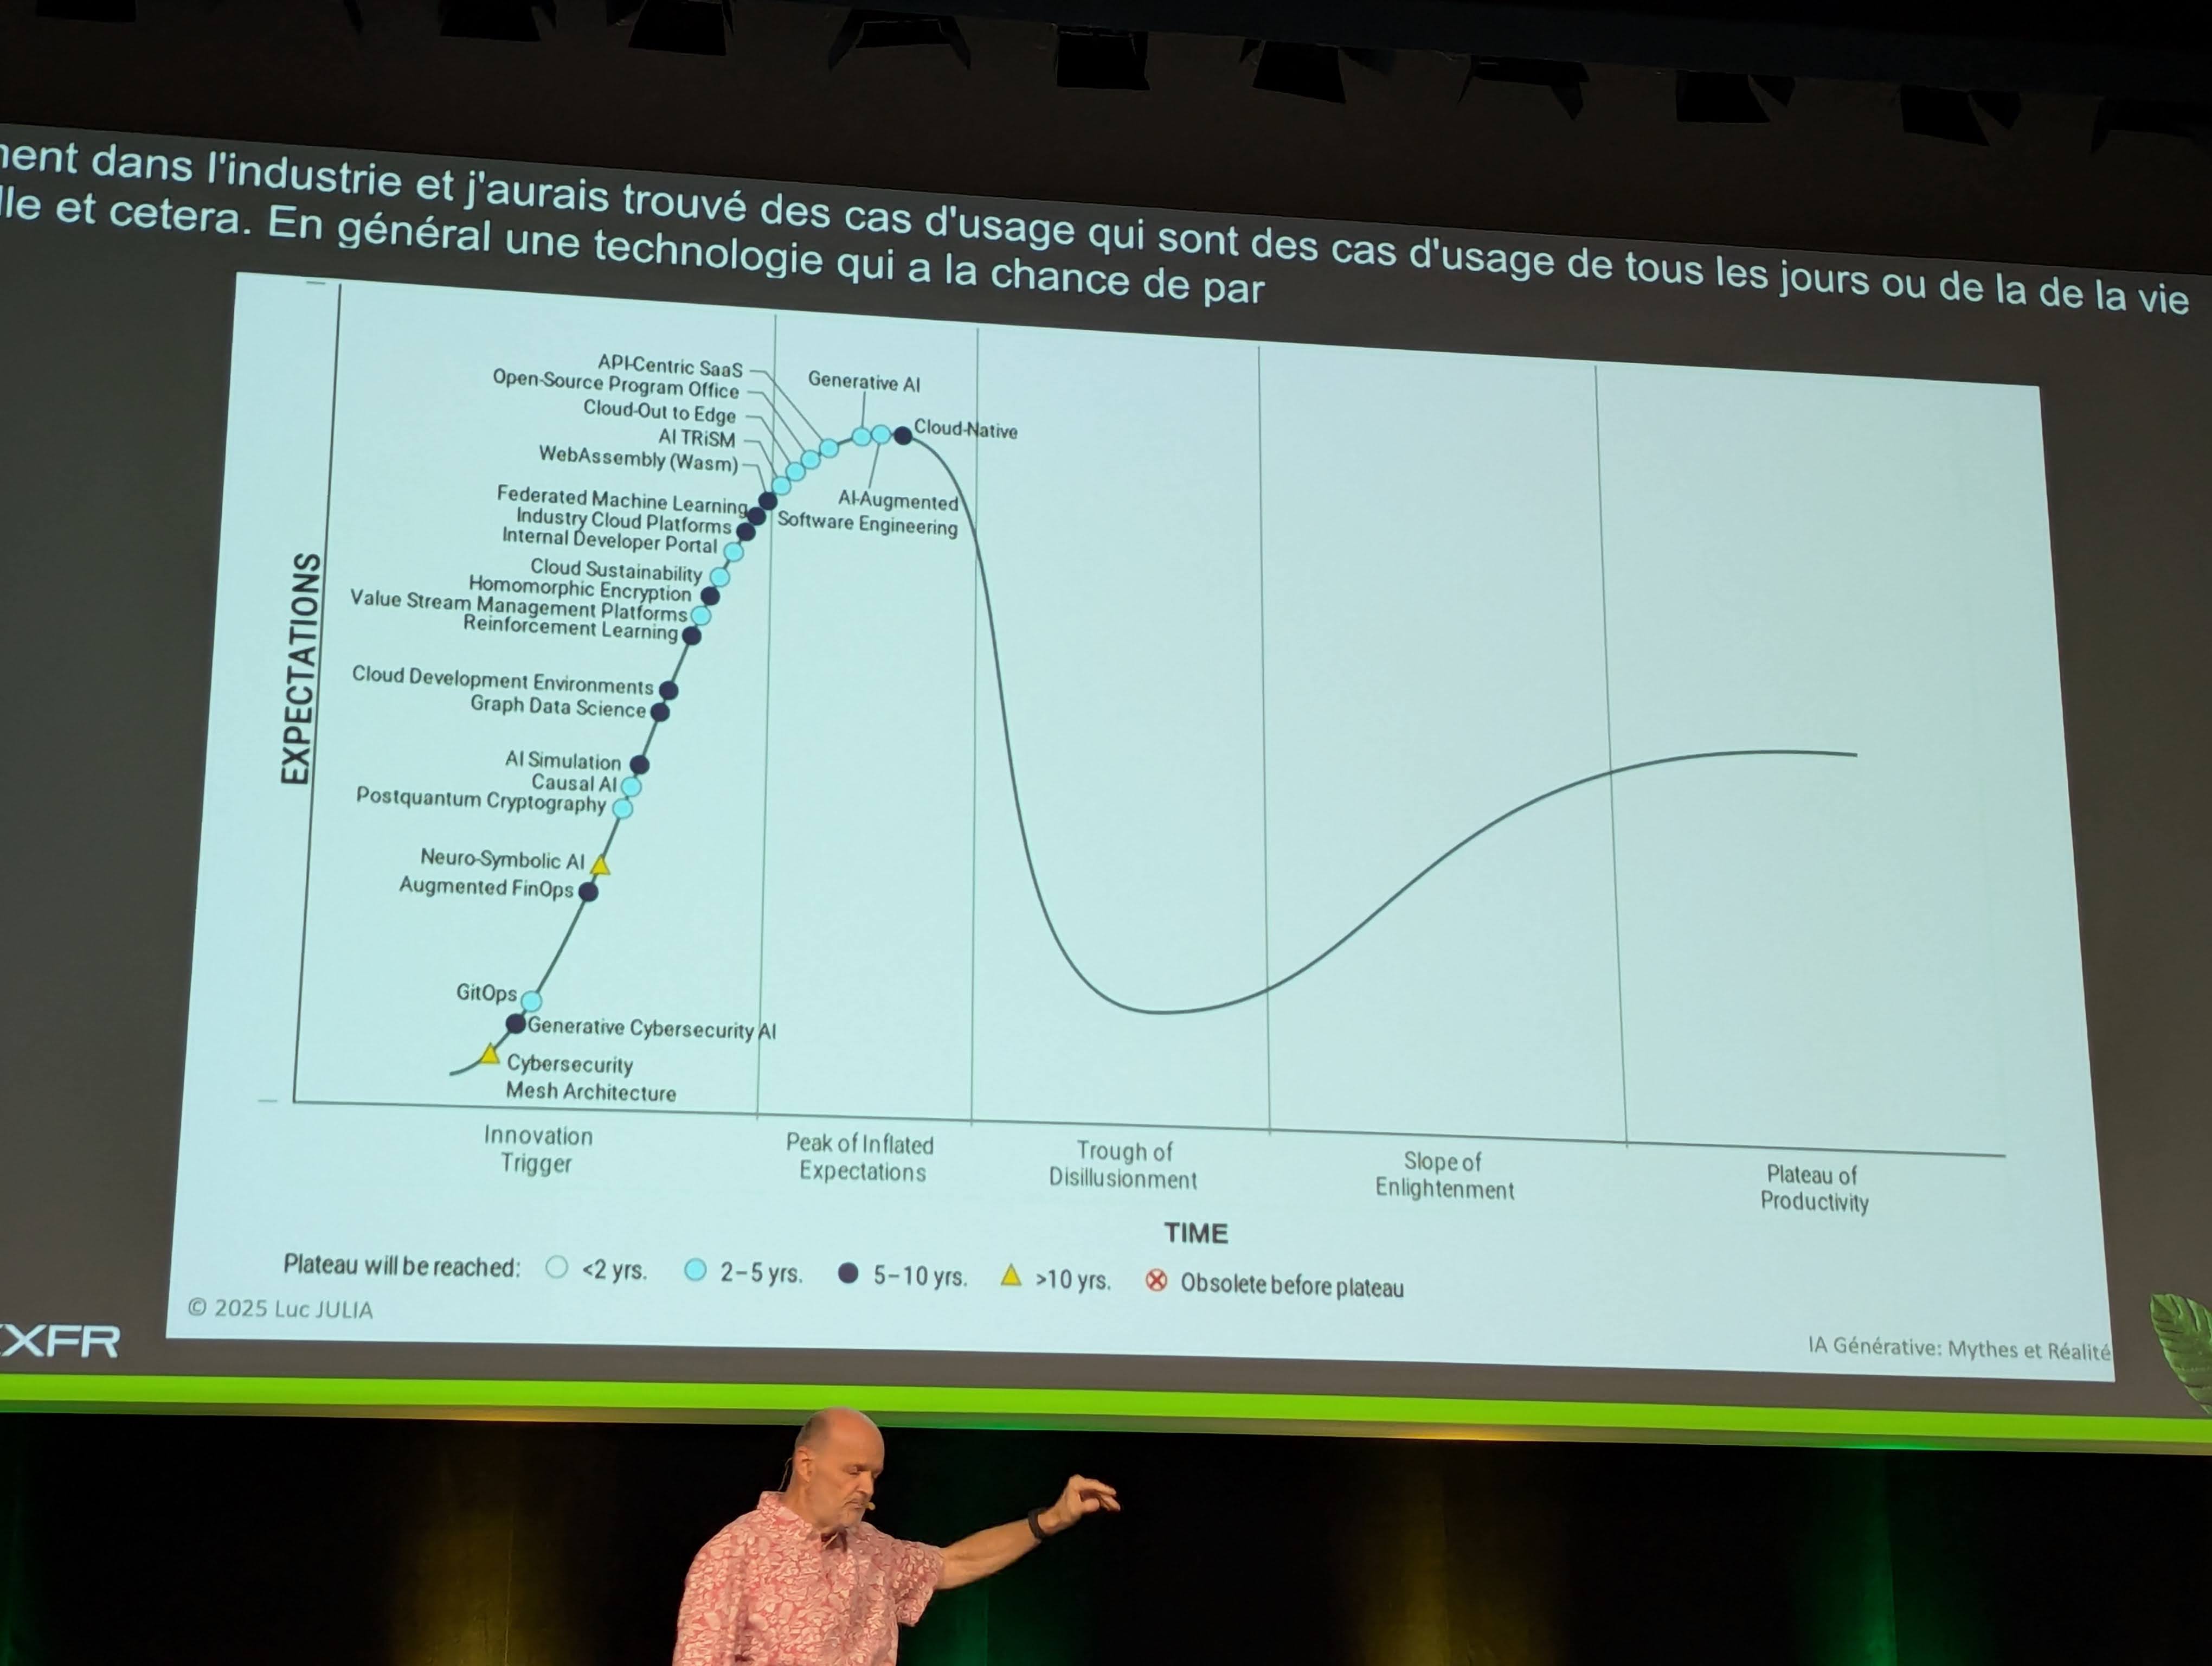 dans l'industrie et j'aurais trouvé des cas d'usage qui sont des cas d'usage de tous les jours ou de la de la vie
et cetera. En général une technologie qui a la chance de par
API-Centric SaaS
Open-Source Program Office
Cloud-Out to Edge
AI TRiSM
WebAssembly (Wasm)
Federated Machine Learning
Industry Cloud Platforms
Internal Developer Portal
Cloud Sustainability
Homomorphic Encryption
Value Stream Management Platforms
Reinforcement Learning
Cloud Development Environments
Graph Data Science
AI Simulation
Causal AI
Postquantum Cryptography
Neuro-Symbolic AI
Augmented FinOps
GitOps
Generative Cybersecurity AI
Cybersecurity
Mesh Architecture
Generative AI
Cloud-Native
AI-Augmented
Software Engineering
EXPECTATIONS
Innovation
Trigger
Peak of Inflated
Expectations
Trough of
Disillusionment
Slope of
Enlightenment
Plateau of
Productivity
TIME
Plateau will be reached: <2 yrs. 2–5 yrs. 5–10 yrs. >10 yrs. Obsolete before plateau
© 2025 Luc JULIA
IA Générative: Mythes et Réalité
XFR